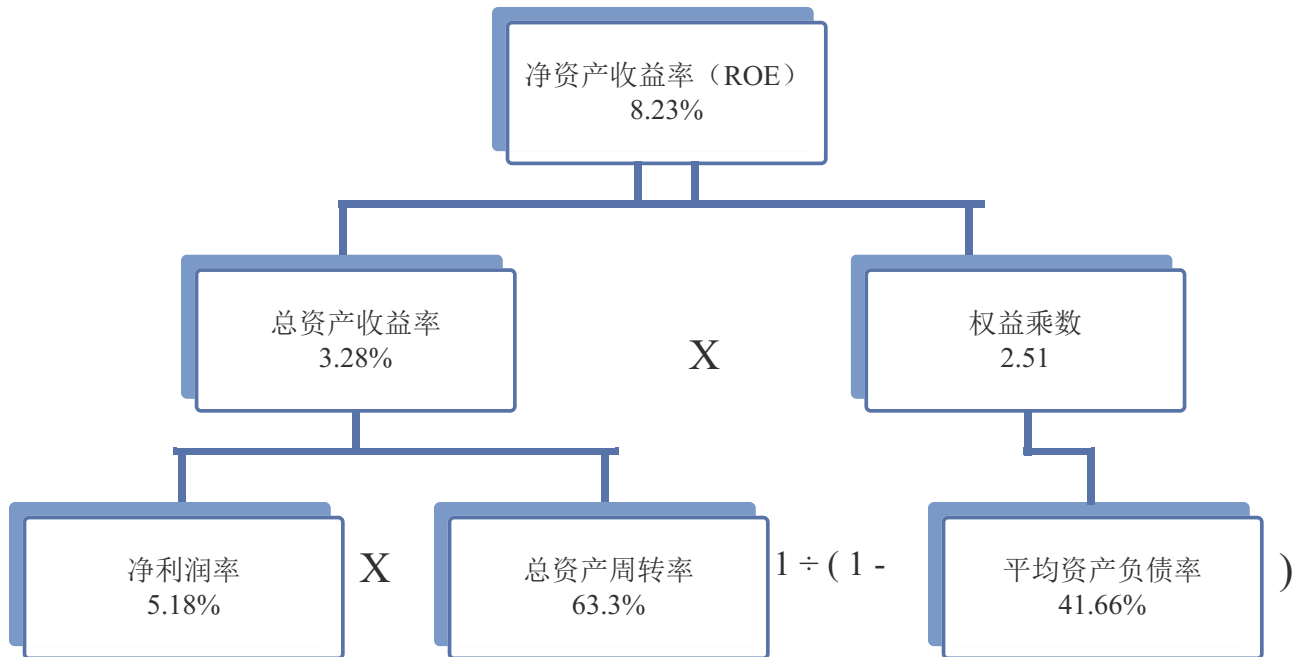 净资产收益率（ROE）
8.23%
总资产收益率
3.28%
X
权益乘数
2.51
净利润率
5.18%
X
总资产周转率
63.3%
1 ÷ ( 1 -
平均资产负债率
41.66%
)